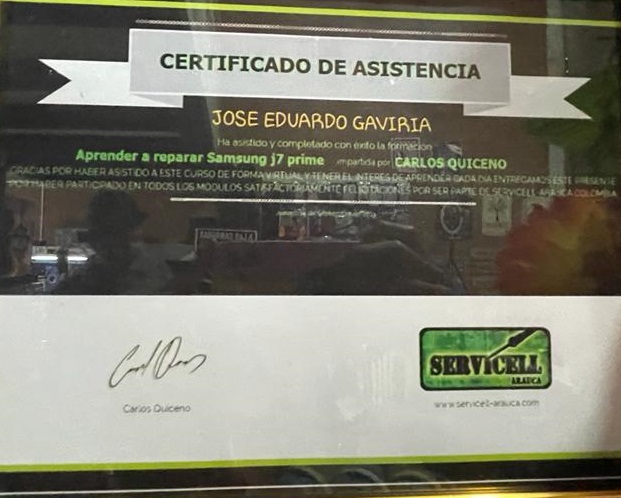 CERTIFICADO DE ASISTENCIA
JOSE EDUARDO GAVIRIA
Ha asistido y completado con éxito la formación
Aprender a reparar Samsung j7 prime impartida por CARLOS QUICENO
GRACIAS POR HABER ASISTIDO A ESTE CURSO DE FORMA VIRTUAL Y TENER EL INTERES DE APRENDER CADA DIA ENTREGAMOS ESTE PRESENSE
POR HABER PARTICIPADO EN TODOS LOS MODULOS SATISFACTORIAMENTE FELICITACIONES POR SER PARTE DE SERVICELL-ARAUCA COLOMBIA
Carlos Quiceno
SERVICELL
ARAUCA
www.servicell-arauca.com